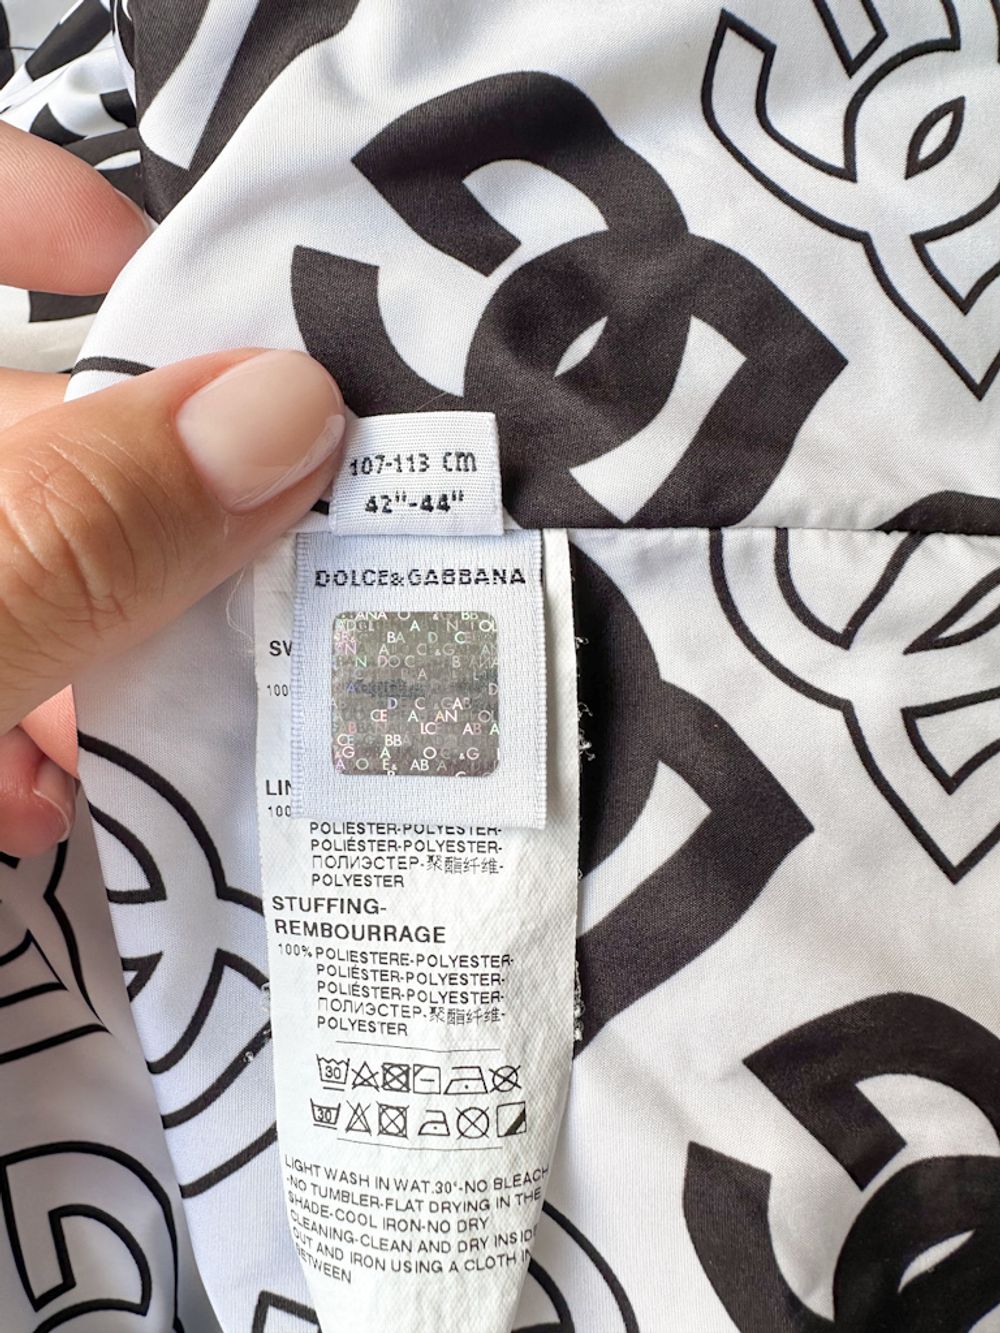 107-113 cm
42"-44"
DOLCE&GABBANA
SW
100
LIN
100
POLIESTER-POLYESTER-
POLIÉSTER-POLYESTER-
ПОЛИЭСТЕР-聚酯纤维-
POLYESTER
STUFFING-
REMBOURRAGE
100% POLIESTERE-POLYESTER-
POLIÉSTER-POLYESTER-
POLIÉSTER-POLYESTER-
ПОЛИЭСТЕР-聚酯纤维-
POLYESTER
30
30
LIGHT WASH IN WAT.30°-NO BLEACH
-NO TUMBLER-FLAT DRYING IN THE
SHADE-COOL IRON-NO DRY
CLEANING-CLEAN AND DRY INSIDE
OUT AND IRON USING A CLOTH IN
BETWEEN